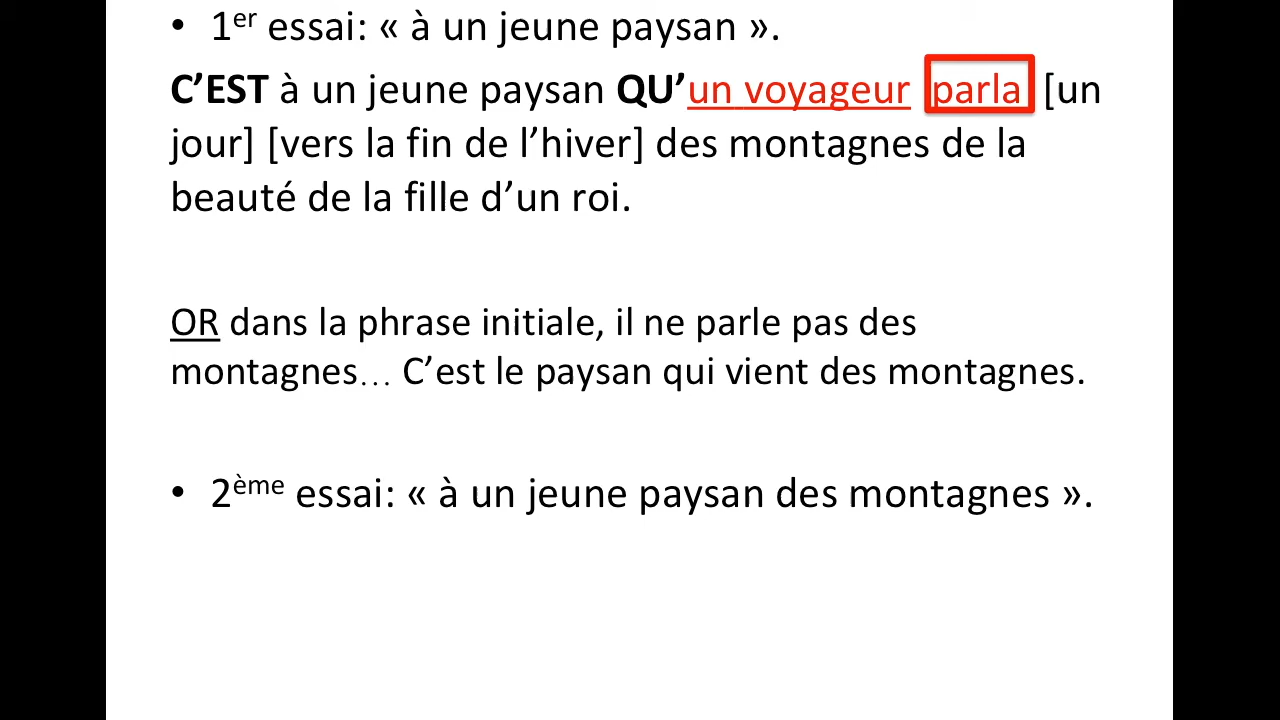 • 1er essai: « à un jeune paysan ».
C’EST à un jeune paysan QU’un voyageur parla [un
jour] [vers la fin de l’hiver] des montagnes de la
beauté de la fille d’un roi.
OR dans la phrase initiale, il ne parle pas des
montagnes… C’est le paysan qui vient des montagnes.
• 2ème essai: « à un jeune paysan des montagnes ».